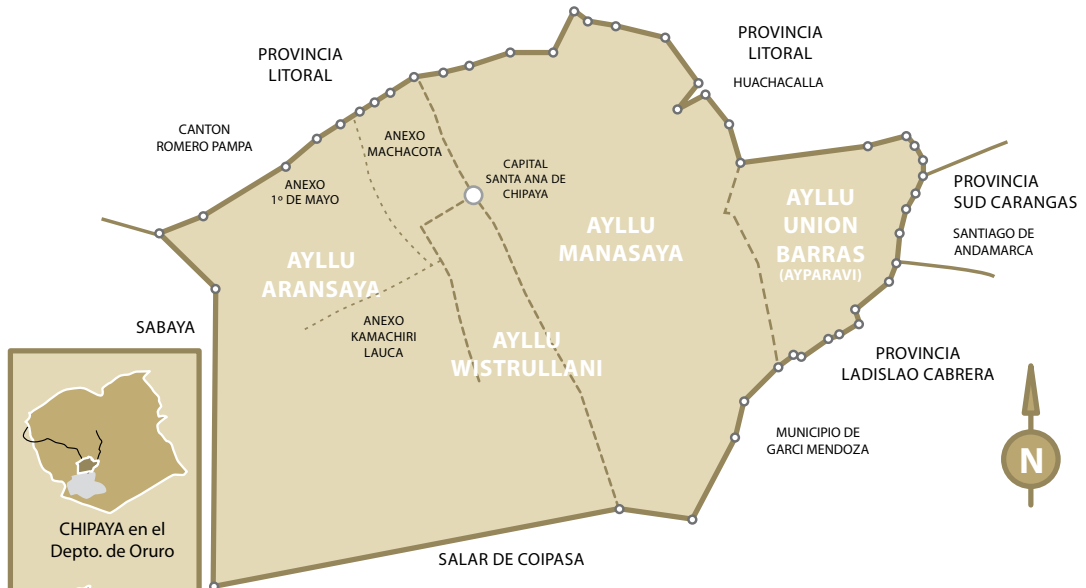 PROVINCIA
LITORAL
PROVINCIA
LITORAL
HUACHACALLA
CANTON
ROMERO PAMPA
ANEXO
MACHACOTA
CAPITAL
SANTA ANA DE
CHIPAYA
ANEXO
1º DE MAYO
AYLLU
UNION
BARRAS
(AYPARAVI)
PROVINCIA
SUD CARANGAS
SANTIAGO DE
ANDAMARCA
AYLLU
MANASAYA
AYLLU
ARANSAYA
SABAYA
ANEXO
KAMACHIRI
LAUCA
AYLLU
WISTRULLANI
PROVINCIA
LADISLAO CABRERA
MUNICIPIO DE
GARCI MENDOZA
N
CHIPAYA en el
Depto. de Oruro
SALAR DE COIPASA